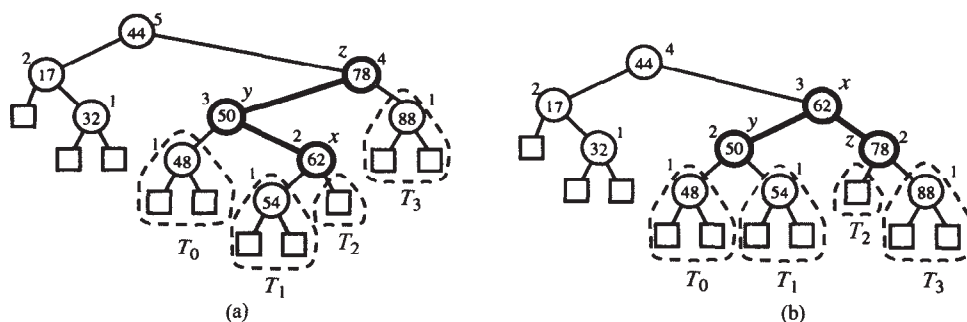 44 5
2 17
z 78 4
32 1
3 50 y
88 1
1 48
2 62 x
1 54
T3
T0
T2
T1
(a)
44 4
2 17
3 62 x
32 1
2 50 y
z 78 2
48 1
54 1
88 1
T2
T0
T1
T3
(b)